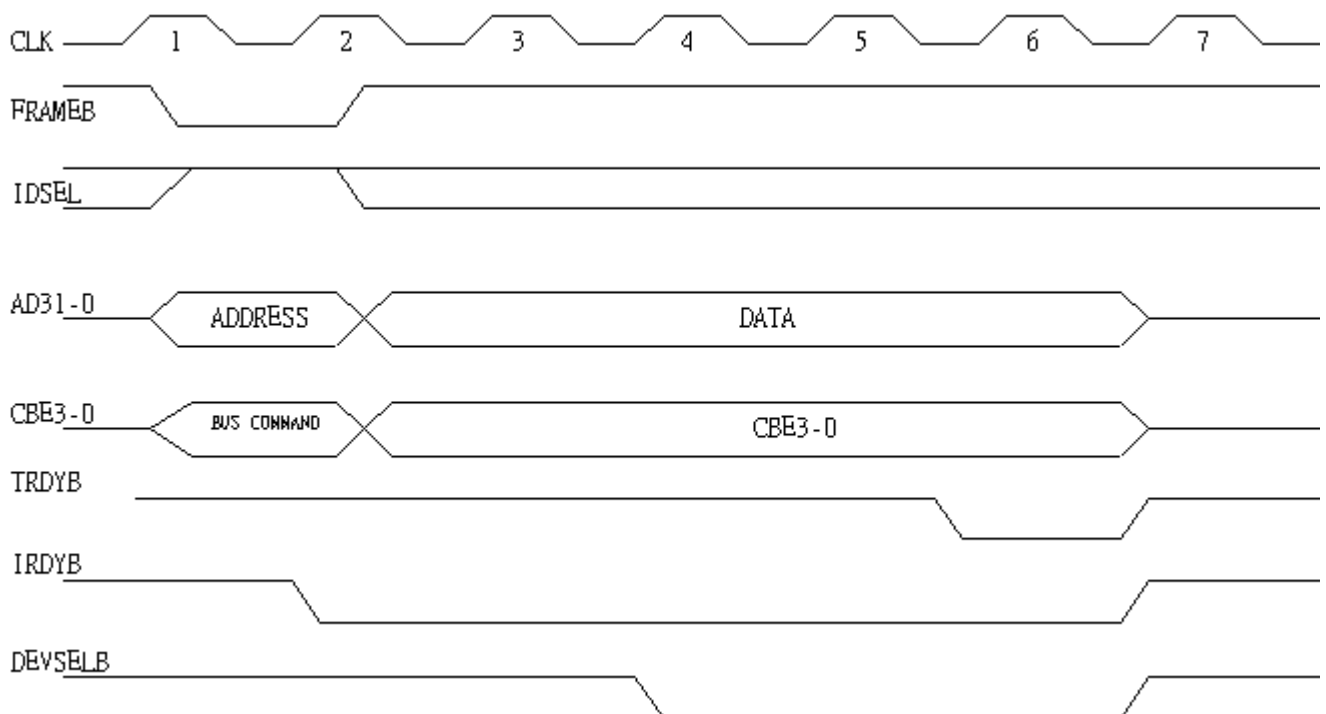 CLK 1 2 3 4 5 6 7
FRAMEB
IDSEL
AD31-0 ADDRESS DATA
CBE3-0 BUS COMMAND CBE3-0
TRDYB
IRDYB
DEVSELB